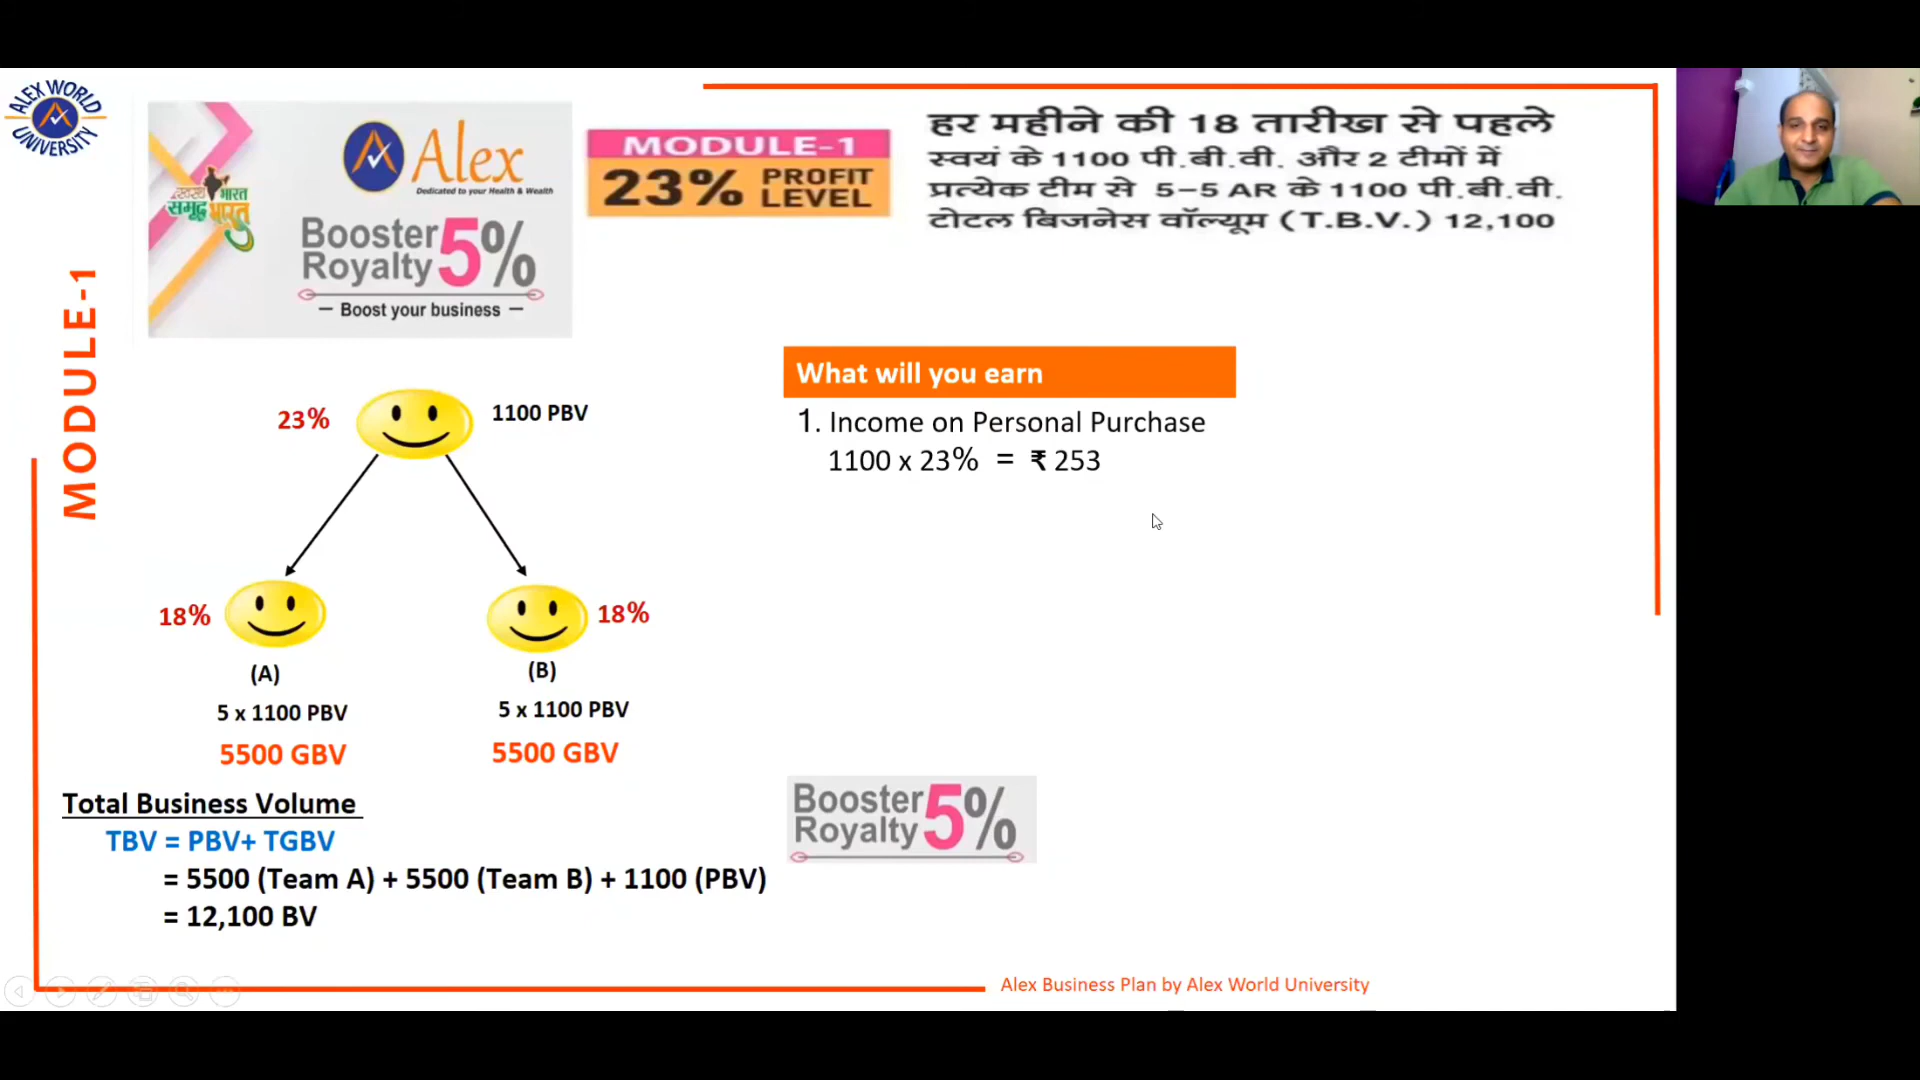 ALEX WORLD
UNIVERSITY
MODULE-1
स्वस्थ भारत
समृद्ध भारत
Alex
Dedicated to your Health & Wealth
Booster
Royalty 5%
— Boost your business —
MODULE-1
23% PROFIT
LEVEL
हर महीने की 18 तारीख से पहले
स्वयं के 1100 पी.बी.वी. और 2 टीमों में
प्रत्येक टीम से 5-5 AR के 1100 पी.बी.वी.
टोटल बिजनेस वॉल्यूम (T.B.V.) 12,100
23% 1100 PBV
18% 18%
(A) (B)
5 x 1100 PBV 5 x 1100 PBV
5500 GBV 5500 GBV
Total Business Volume
TBV = PBV+ TGBV
= 5500 (Team A) + 5500 (Team B) + 1100 (PBV)
= 12,100 BV
What will you earn
1. Income on Personal Purchase
1100 x 23% = ₹ 253
Booster
Royalty 5%
Alex Business Plan by Alex World University